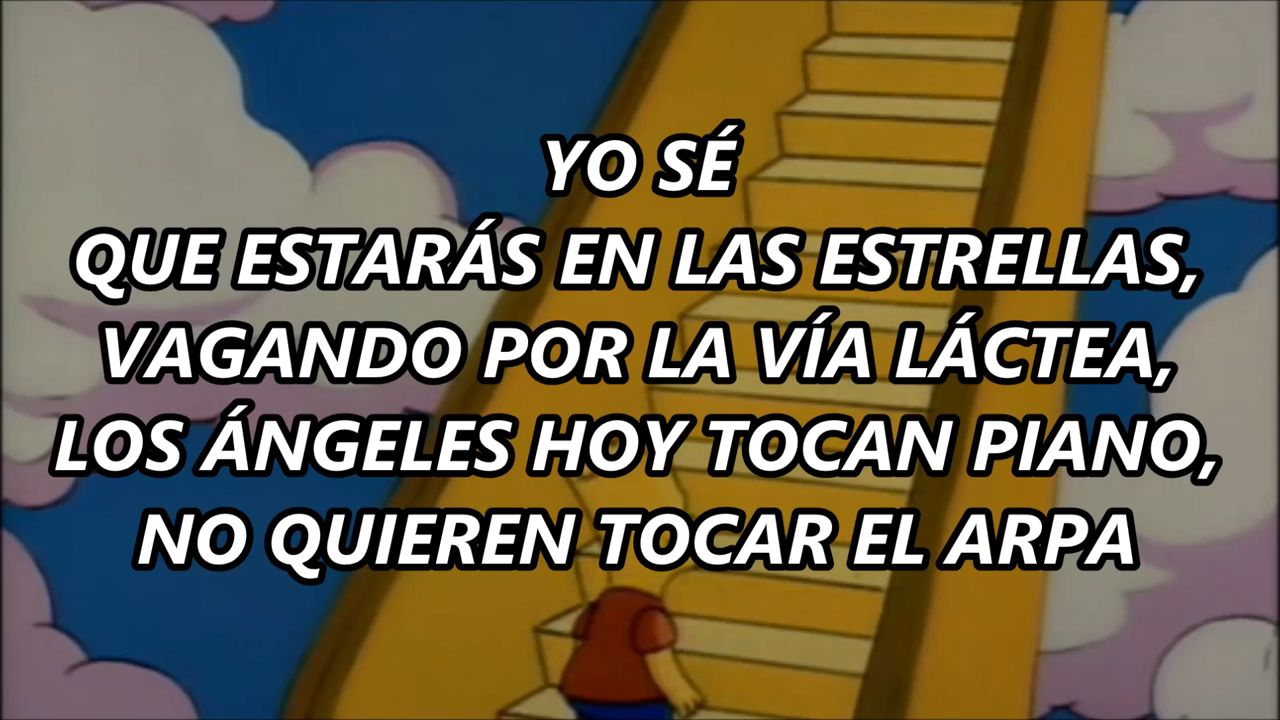 YO SÉ
QUE ESTARÁS EN LAS ESTRELLAS,
VAGANDO POR LA VÍA LÁCTEA,
LOS ÁNGELES HOY TOCAN PIANO,
NO QUIEREN TOCAR EL ARPA